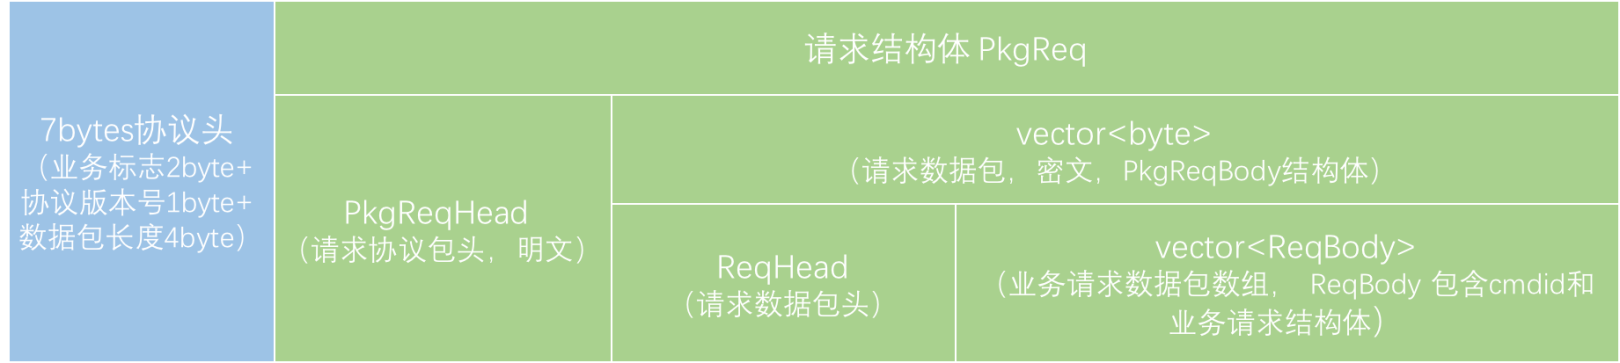 请求结构体 PkgReq
7bytes协议头
（业务标志2byte+
协议版本号1byte+
数据包长度4byte）
PkgReqHead
（请求协议包头，明文）
vector<byte>
（请求数据包，密文，PkgReqBody结构体）
ReqHead
（请求数据包头）
vector<ReqBody>
（业务请求数据包数组， ReqBody 包含cmdid和
业务请求结构体）